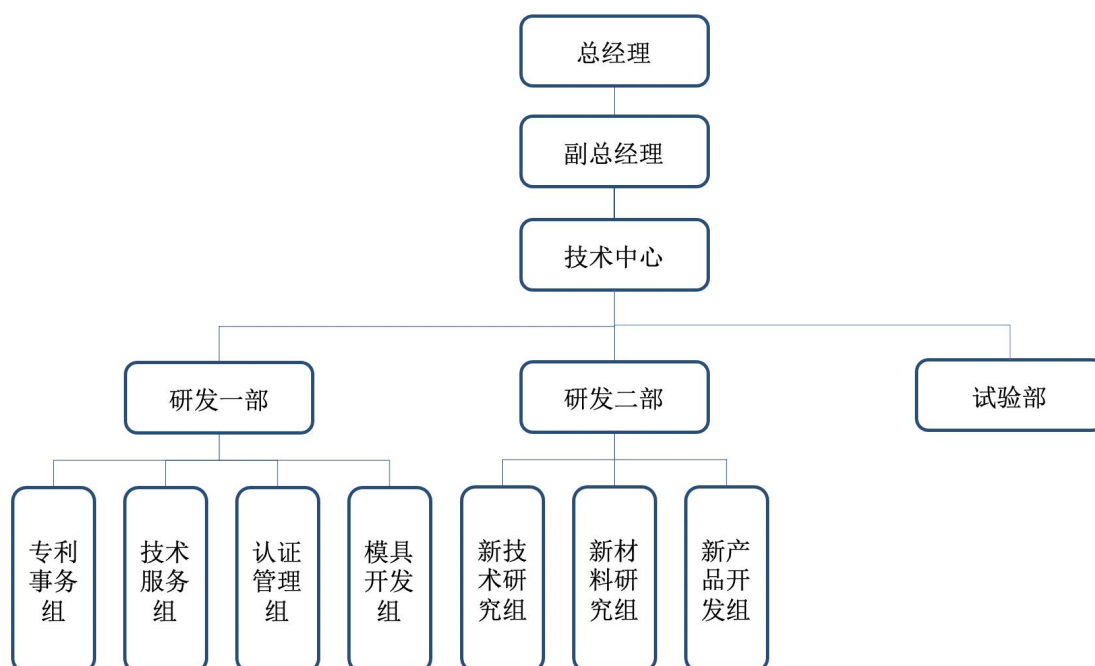 总经理
副总经理
技术中心
研发一部
研发二部
试验部
专利
事务
组
技术
服务
组
认证
管理
组
模具
开发
组
新技
术研
究组
新材
料研
究组
新产
品开
发组